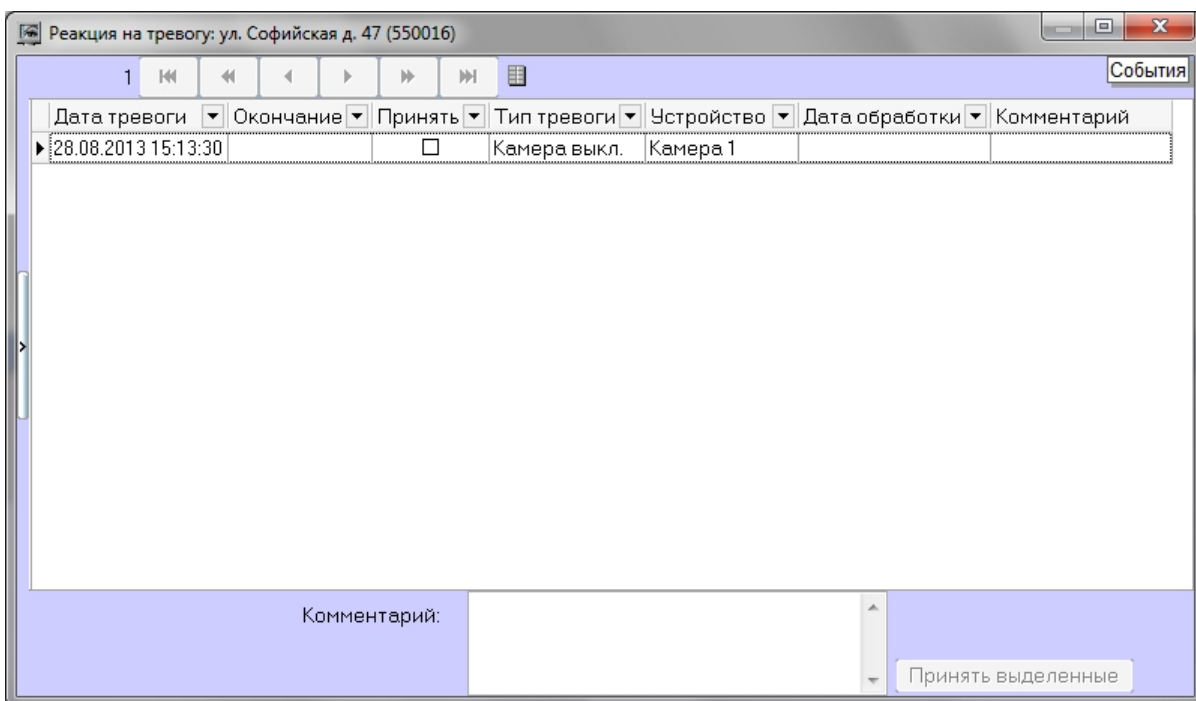 Реакция на тревогу: ул. Софийская д. 47 (550016)
1
События
Дата тревоги Окончание Принять Тип тревоги Устройство Дата обработки Комментарий
28.08.2013 15:13:30 Камера выкл. Камера 1
Комментарий:
Принять выделенные